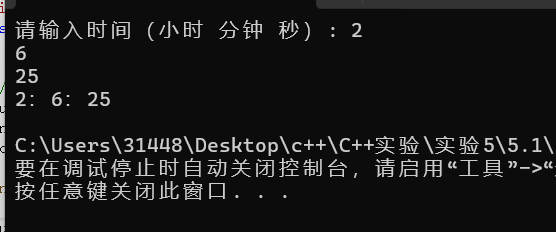 请输入时间（小时 分钟 秒）: 2
6
25
2: 6: 25
C:\Users\31448\Desktop\c++\C++实验\实验5\5.1\
要在调试停止时自动关闭控制台，请启用“工具”->“
按任意键关闭此窗口. . .